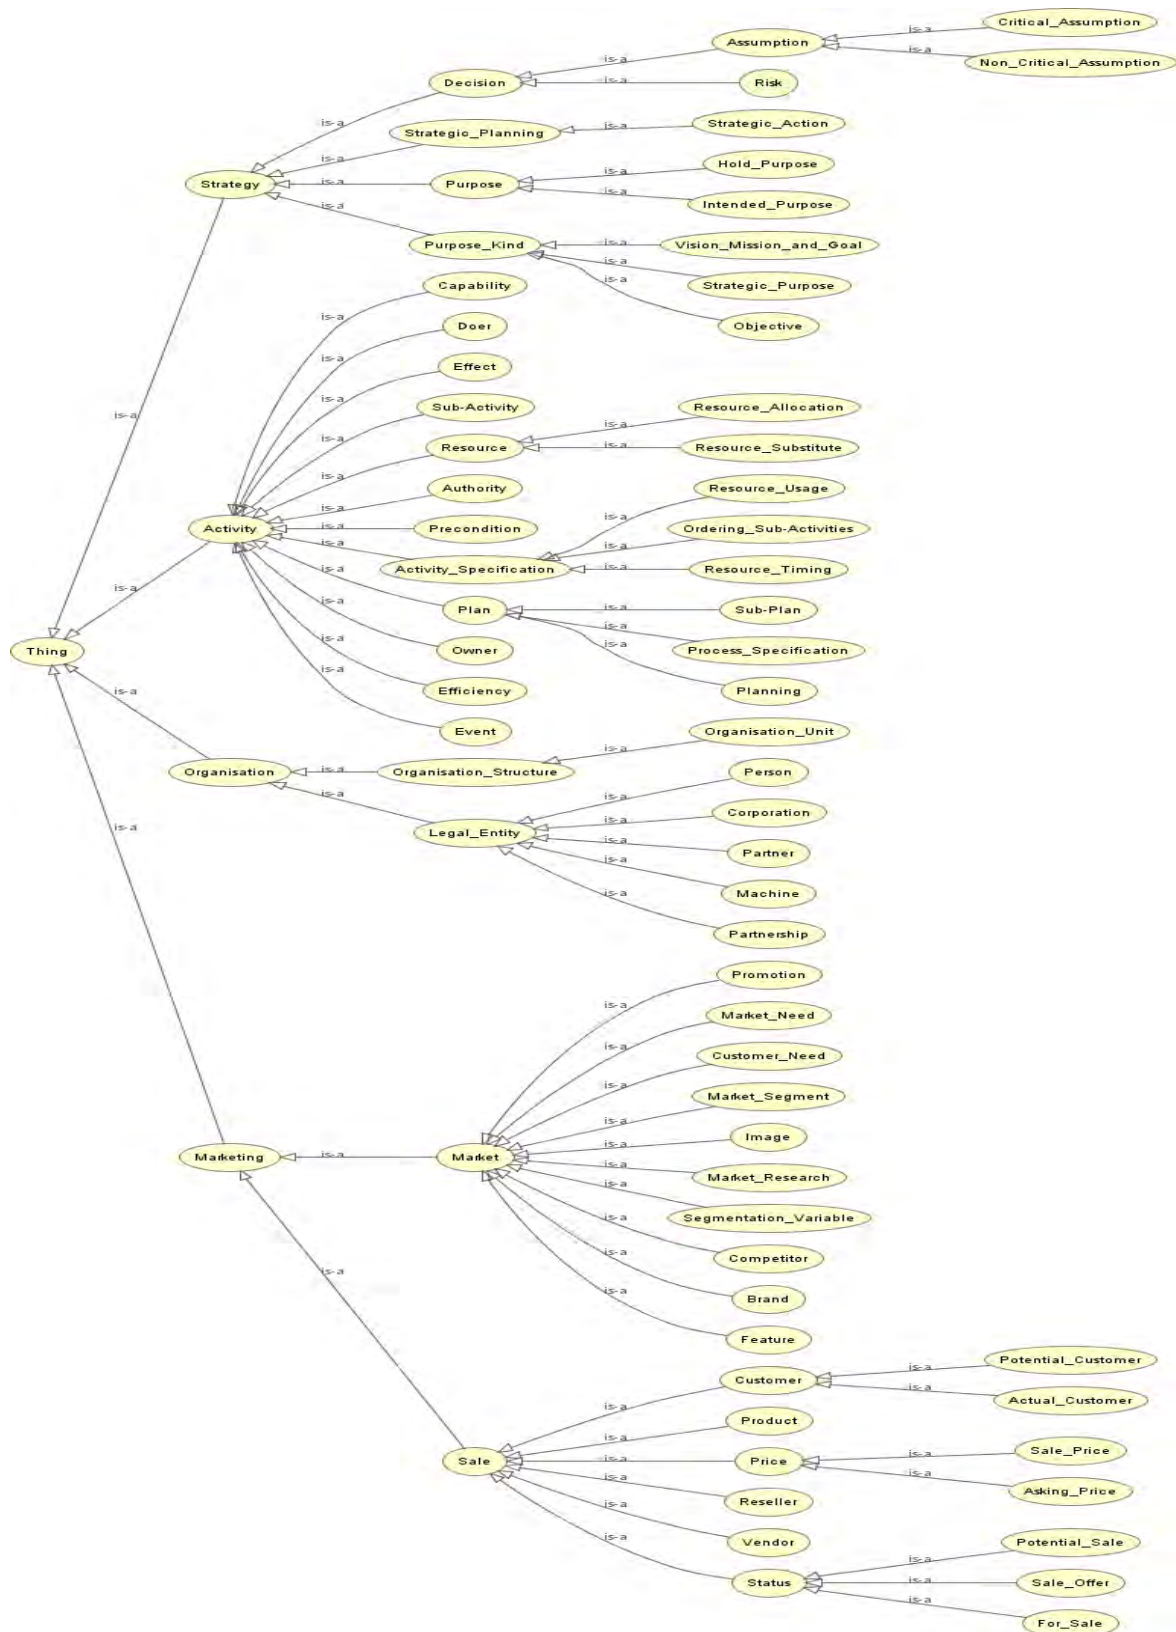 Critical_Assumption
Assumption
is-a
is-a
Non_Critical_Assumption
is-a
Decision
is-a
Risk
Strategic_Action
is-a
Strategic_Planning
is-a
is-a
Hold_Purpose
is-a
Strategy
is-a
Purpose
is-a
Intended_Purpose
is-a
Purpose_Kind
is-a
Vision_Mission_and_Goal
is-a
Strategic_Purpose
is-a
Capability
is-a
Objective
Doer
is-a
Effect
is-a
is-a
Sub-Activity
Resource_Allocation
is-a
is-a
Resource
is-a
Resource_Substitute
is-a
Authority
Resource_Usage
is-a
is-a
Activity
is-a
Precondition
Ordering_Sub-Activities
is-a
is-a
Activity_Specification
is-a
Resource_Timing
is-a
Plan
is-a
Sub-Plan
is-a
is-a
Thing
Owner
Process_Specification
is-a
is-a
is-a
Efficiency
Planning
is-a
Event
Organisation_Unit
is-a
is-a
Organisation
is-a
Organisation_Structure
Person
is-a
is-a
Corporation
is-a
Legal_Entity
is-a
Partner
is-a
is-a
Machine
is-a
Partnership
Promotion
is-a
Market_Need
is-a
Customer_Need
is-a
Market_Segment
is-a
Image
is-a
Marketing
is-a
Market
is-a
Market_Research
is-a
Segmentation_Variable
is-a
Competitor
is-a
is-a
Brand
is-a
Feature
Potential_Customer
is-a
Customer
is-a
Actual_Customer
is-a
Product
is-a
Sale_Price
is-a
Sale
is-a
Price
is-a
Asking_Price
is-a
Reseller
is-a
Vendor
is-a
Potential_Sale
is-a
Status
is-a
Sale_Offer
is-a
For_Sale